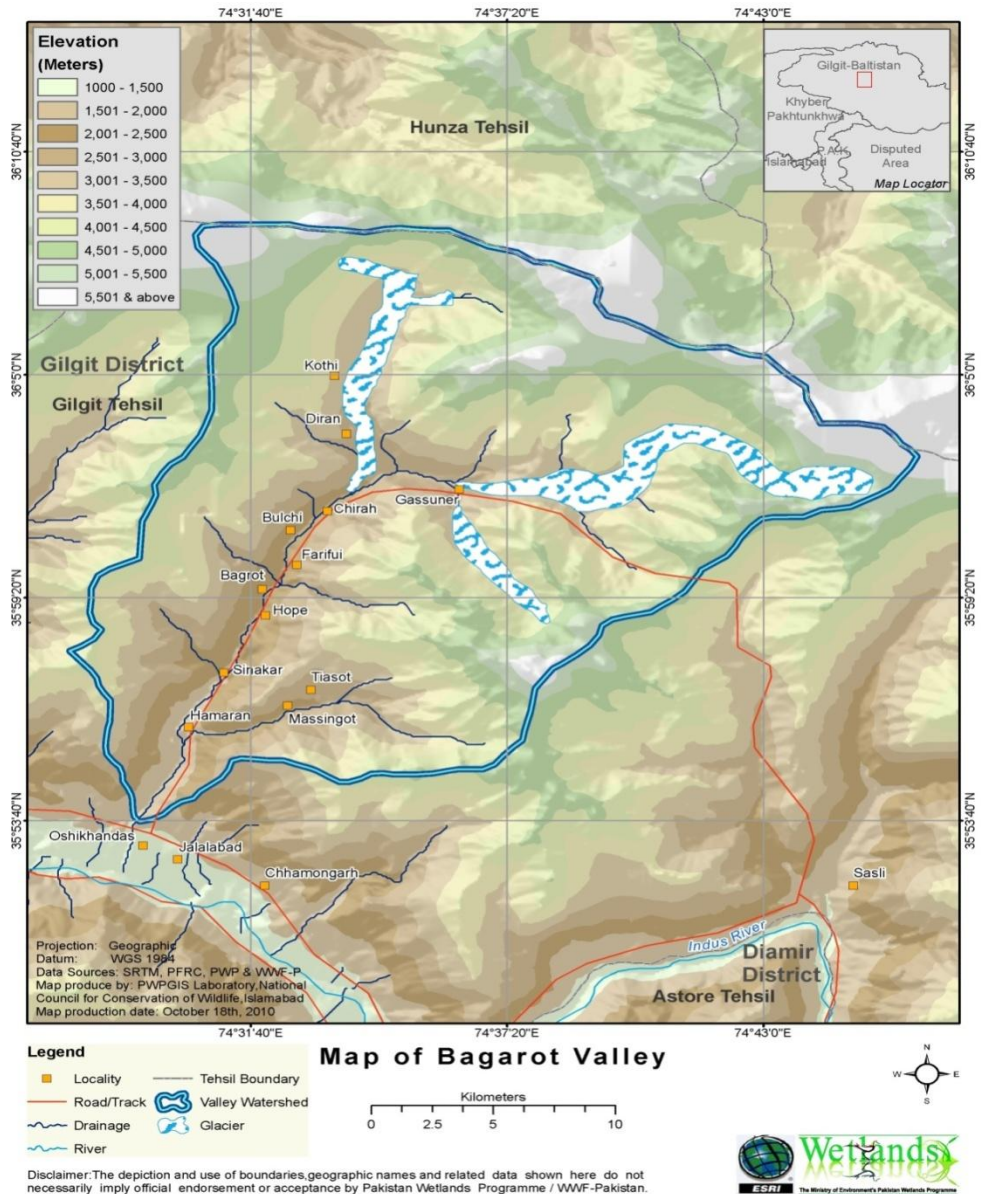 74°31'40"E
74°37'20"E
74°43'0"E
Elevation
(Meters)
1000 - 1,500
1,501 - 2,000
2,001 - 2,500
2,501 - 3,000
3,001 - 3,500
3,501 - 4,000
4,001 - 4,500
4,501 - 5,000
5,001 - 5,500
5,501 & above
Gilgit-Baltistan
Khyber
Pakhtunkhwa
P.A.K
Islamabad
Disputed
Area
Map Locator
Hunza Tehsil
36°10'40"N
36°10'40"N
Gilgit District
Gilgit Tehsil
36°5'0"N
36°5'0"N
Kothi
Diran
Gassuner
Chirah
Bulchi
Farifui
Bagrot
35°59'20"N
35°59'20"N
Hope
Sinakar
Tiasot
Massingot
Hamaran
35°53'40"N
35°53'40"N
Oshikhandas
Jalalabad
Chhamongarh
Sasli
Indus River
Diamir
District
Astore Tehsil
Projection: Geographic
Datum: WGS 1984
Data Sources: SRTM, PFRC, PWP & WWF-P
Map produce by: PWPGIS Laboratory,National
Council for Conservation of Wildlife,Islamabad
Map production date: October 18th, 2010
74°31'40"E
74°37'20"E
74°43'0"E
Legend
Locality
Road/Track
Drainage
River
Tehsil Boundary
Valley Watershed
Glacier
Map of Bagarot Valley
Kilometers
0 2.5 5 10
N
W E
S
ESRI
Wetlands
The Ministry of Environment's Pakistan Wetlands Programme
Disclaimer:The depiction and use of boundaries,geographic names and related data shown here do not
necessarily imply official endorsement or acceptance by Pakistan Wetlands Programme / WWF-Pakistan.